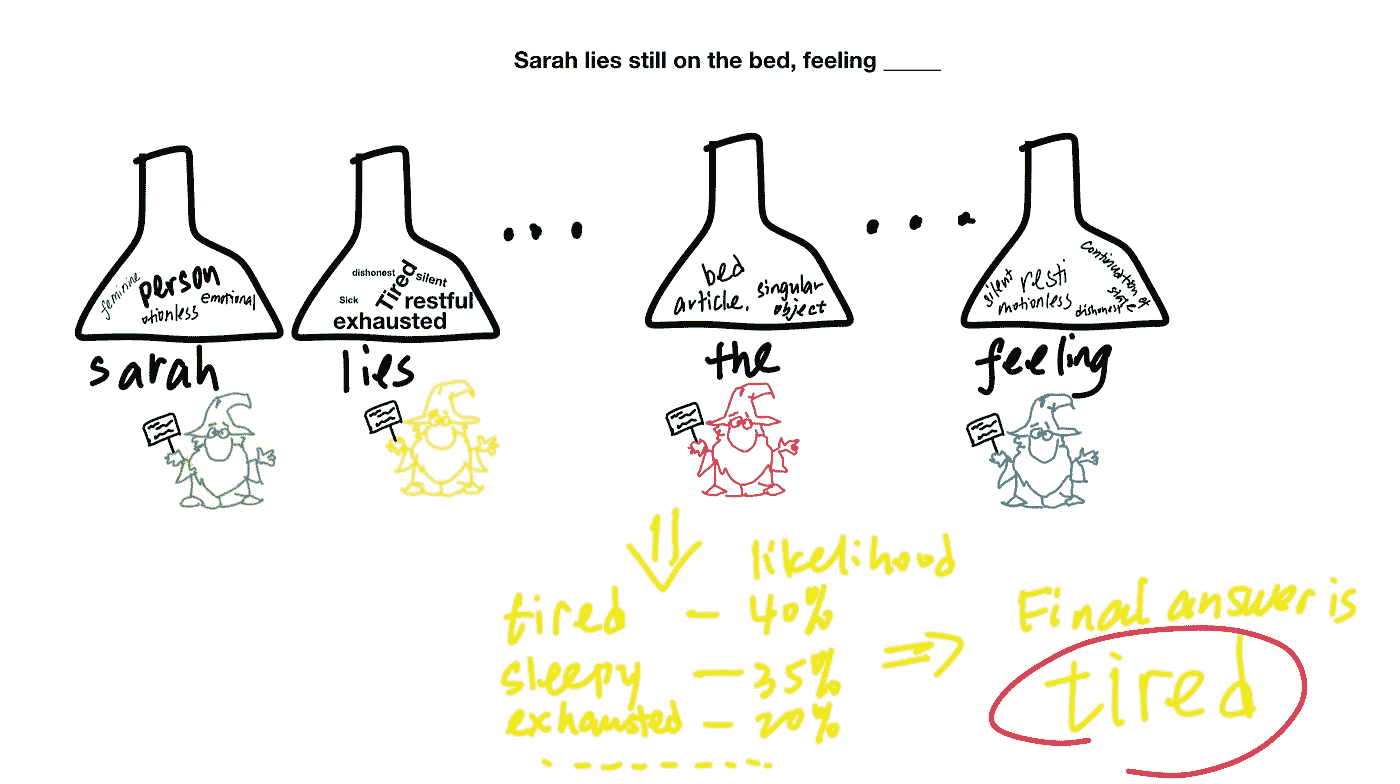 Sarah lies still on the bed, feeling _____
feminine
person
emotional
otionless
dishonest
Tired
silent
Sick
restful
exhausted
bed
article.
singular
object
silent
resti
motionless
continuation of
state
dishonest
sarah
lies
the
feeling
likelihood
tired - 40%
sleepy - 35%
exhausted - 20%
Final answer is
tired